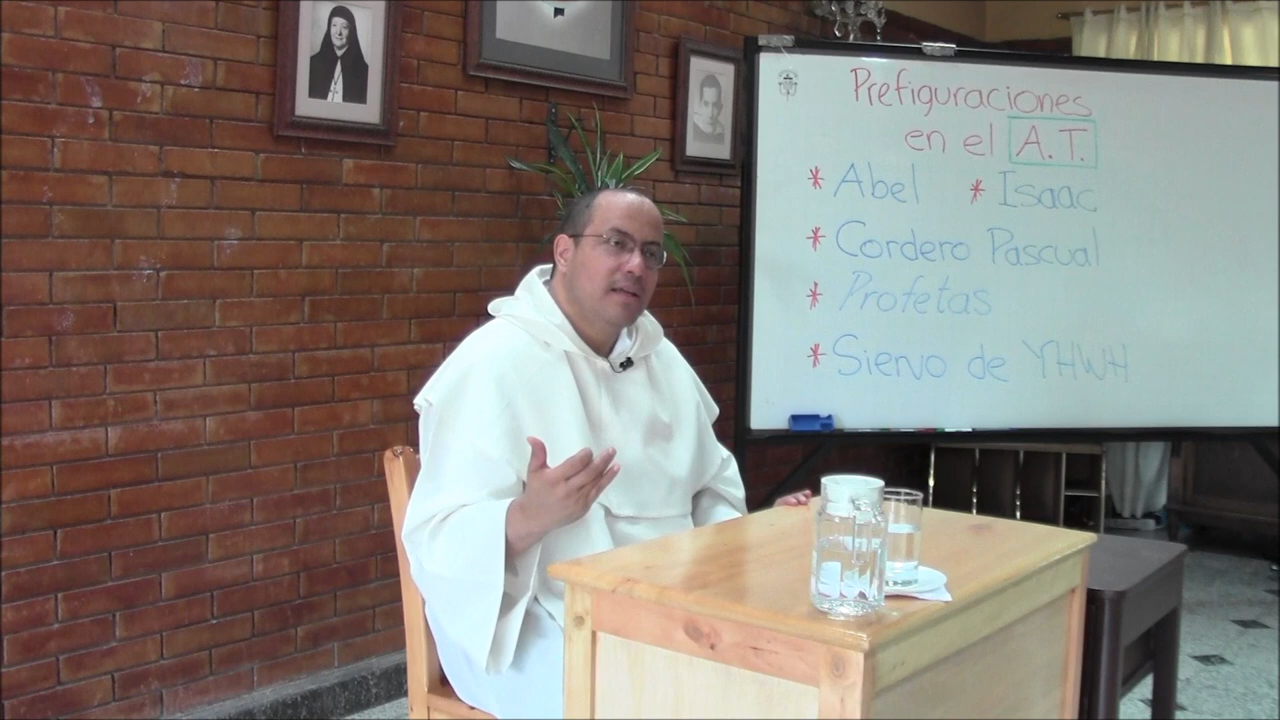 Prefiguraciones
en el A.T.
* Abel * Isaac
* Cordero Pascual
* Profetas
* Siervo de YHWH